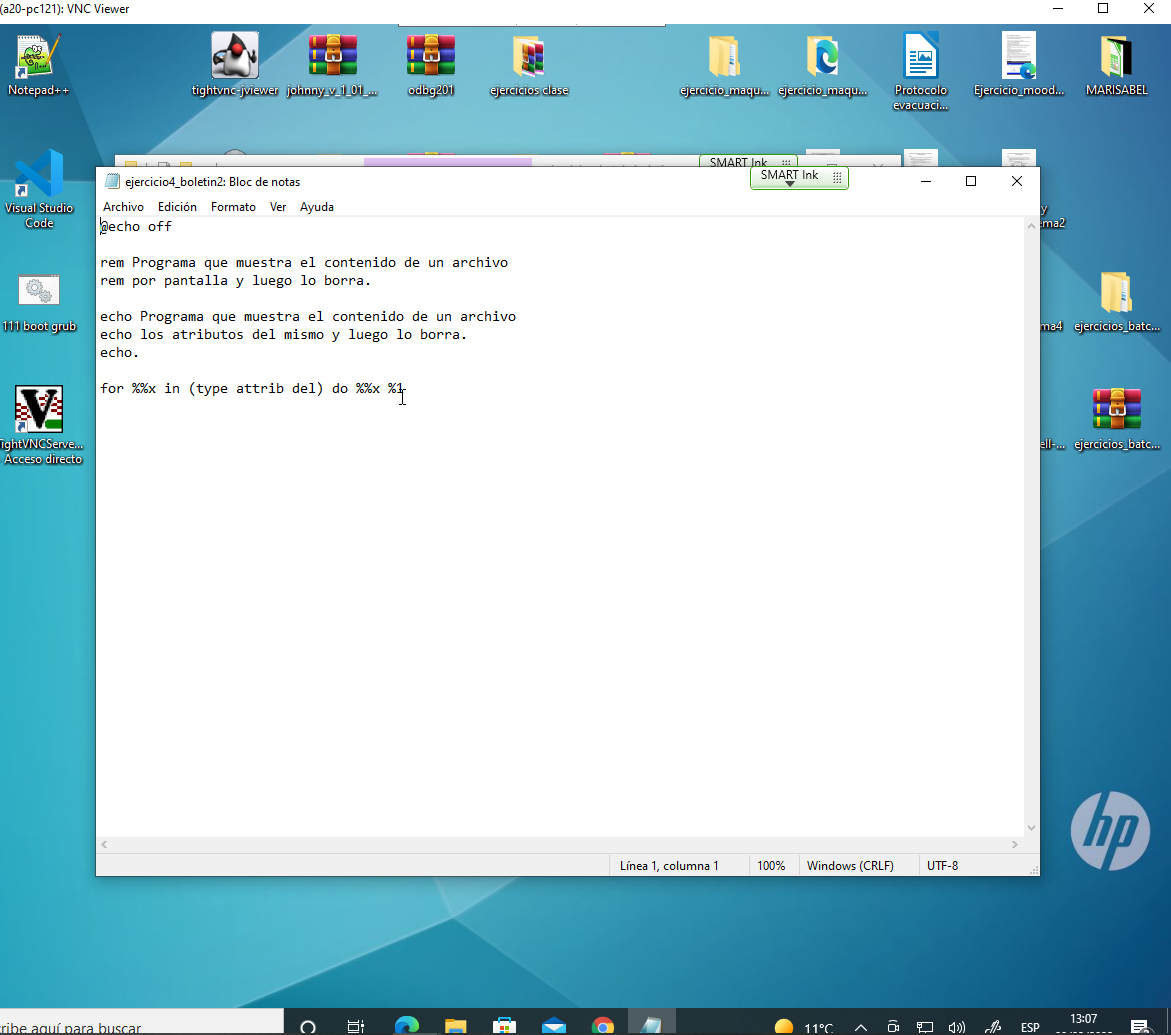 (a20-pc121): VNC Viewer
Notepad++
tightvnc-jviewer
johnny_v_1_01_...
odbg201
ejercicios clase
ejercicio_maqu...
ejercicio_maqu...
Protocolo
evacuaci...
Ejercicio_mood...
MARISABEL
SMART Ink
ejercicio4_boletin2: Bloc de notas
SMART Ink
Archivo Edición Formato Ver Ayuda
@echo off
rem Programa que muestra el contenido de un archivo
rem por pantalla y luego lo borra.
echo Programa que muestra el contenido de un archivo
echo los atributos del mismo y luego lo borra.
echo.
for %%x in (type attrib del) do %%x %1
Visual Studio
Code
111 boot grub
ightVNCServe...
Acceso directo
y
ma2
ma4
ejercicios_batc...
ell-...
ejercicios_batc...
hp
Línea 1, columna 1 100% Windows (CRLF) UTF-8
ribe aquí para buscar
11°C
ESP
13:07